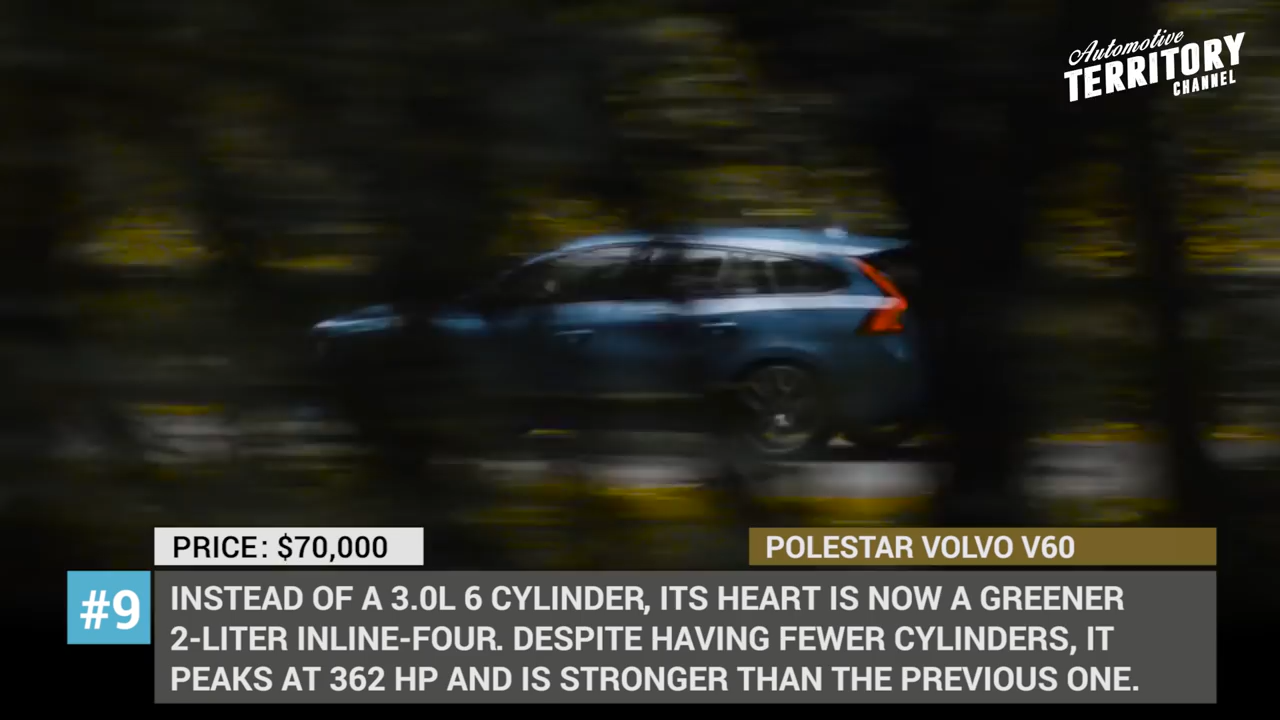 Automotive
TERRITORY
CHANNEL
PRICE: $70,000
POLESTAR VOLVO V60
#9
INSTEAD OF A 3.0L 6 CYLINDER, ITS HEART IS NOW A GREENER
2-LITER INLINE-FOUR. DESPITE HAVING FEWER CYLINDERS, IT
PEAKS AT 362 HP AND IS STRONGER THAN THE PREVIOUS ONE.